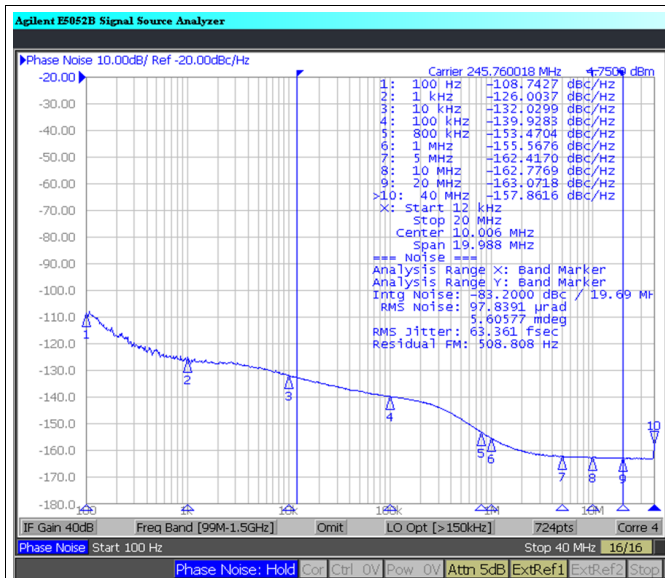 Agilent E5052B Signal Source Analyzer
Phase Noise 10.00dB/ Ref -20.00dBc/Hz
Carrier 245.760018 MHz 4.7509 dBm
-20.00
-30.00
-40.00
-50.00
-60.00
-70.00
-80.00
-90.00
-100.0
-110.0
-120.0
-130.0
-140.0
-150.0
-160.0
-170.0
-180.0
1: 100 Hz -108.7427 dBc/Hz
2: 1 kHz -126.0037 dBc/Hz
3: 10 kHz -132.0299 dBc/Hz
4: 100 kHz -139.9283 dBc/Hz
5: 800 kHz -153.4704 dBc/Hz
6: 1 MHz -155.5676 dBc/Hz
7: 5 MHz -162.4170 dBc/Hz
8: 10 MHz -162.7769 dBc/Hz
9: 20 MHz -163.0718 dBc/Hz
>10: 40 MHz -157.8616 dBc/Hz
X: Start 12 kHz
Stop 20 MHz
Center 10.006 MHz
Span 19.988 MHz
=== Noise ===
Analysis Range X: Band Marker
Analysis Range Y: Band Marker
Intg Noise: -83.2000 dBc / 19.69 MH
RMS Noise: 97.8391 µrad
5.60577 mdeg
RMS Jitter: 63.361 fsec
Residual FM: 508.808 Hz
1
2
3
4
5
6
7
8
9
10
100 1k 10k 100k 1M 10M
IF Gain 40dB Freq Band [99M-1.5GHz] Omit LO Opt [>150kHz] 724pts Corre 4
Phase Noise Start 100 Hz Stop 40 MHz 16/16
Phase Noise: Hold Cor Ctrl 0V Pow 0V Attn 5dB ExtRef1 ExtRef2 Stop